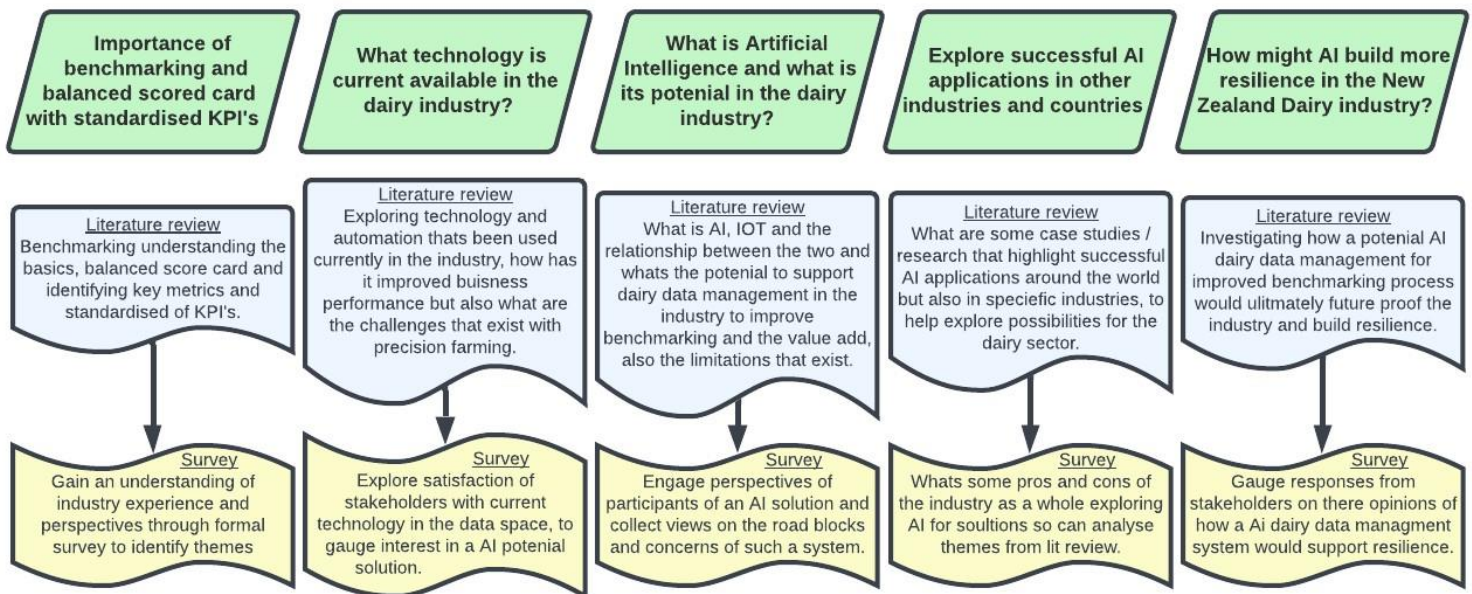 Importance of
benchmarking and
balanced scored card
with standardised KPI's
What technology is
current available in the
dairy industry?
What is Artificial
Intelligence and what is
its potenial in the dairy
industry?
Explore successful AI
applications in other
industries and countries
How might AI build more
resilience in the New
Zealand Dairy industry?
Literature review
Benchmarking understanding the
basics, balanced score card and
identifying key metrics and
standardised of KPI's.
Literature review
Exploring technology and
automation thats been used
currently in the industry, how has
it improved buisness
performance but also what are
the challenges that exist with
precision farming.
Literature review
What is AI, IOT and the
relationship between the two and
whats the potenial to support
dairy data management in the
industry to improve
benchmarking and the value add,
also the limitations that exist.
Literature review
What are some case studies /
research that highlight successful
AI applications around the world
but also in speciefic industries, to
help explore possibilities for the
dairy sector.
Literature review
Investigating how a potenial AI
dairy data management for
improved benchmarking process
would ulitmately future proof the
industry and build resilience.
Survey
Gain an understanding of
industry experience and
perspectives through formal
survey to identify themes
Survey
Explore satisfaction of
stakeholders with current
technology in the data space, to
gauge interest in a AI potenial
solution.
Survey
Engage perspectives of
participants of an AI solution and
collect views on the road blocks
and concerns of such a system.
Survey
Whats some pros and cons of
the industry as a whole exploring
AI for soultions so can analyse
themes from lit review.
Survey
Gauge responses from
stakeholders on there opinions of
how a Ai dairy data managment
system would support resilience.